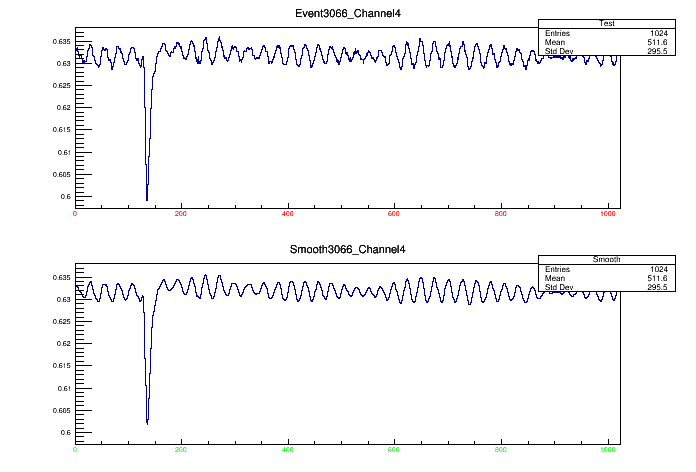 Event3066_Channel4
Test
Entries 1024
Mean 511.6
Std Dev 295.5
0.635
0.63
0.625
0.62
0.615
0.61
0.605
0.6
0 200 400 600 800 1000
Smooth3066_Channel4
Smooth
Entries 1024
Mean 511.6
Std Dev 295.5
0.635
0.63
0.625
0.62
0.615
0.61
0.605
0.6
0 200 400 600 800 1000